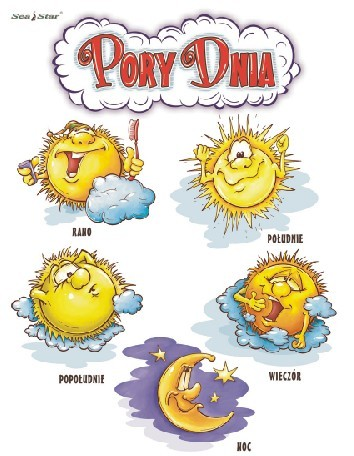 Sea Star®
PORY DNIA
RANO
POŁUDNIE
POPOŁUDNIE
WIECZÓR
NOC